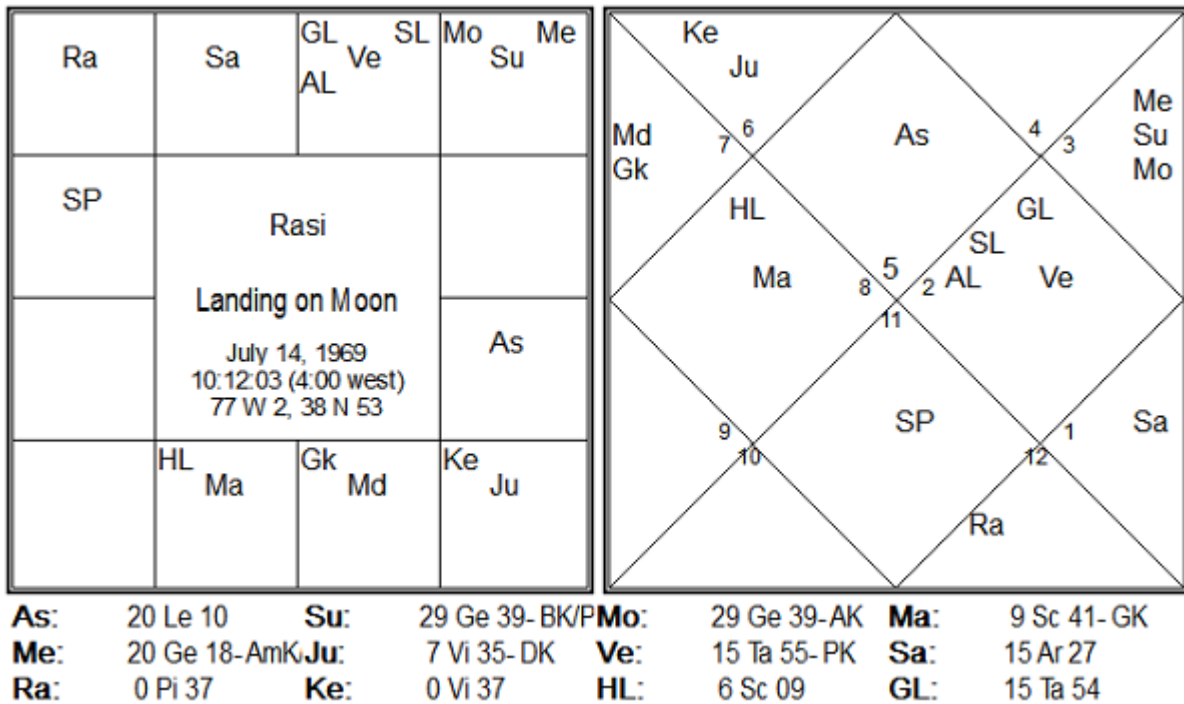 Ra
Sa
GL SL
Ve
AL
Mo Me
Su
SP
Rasi
Landing on Moon
July 14, 1969
10:12:03 (4:00 west)
77 W 2, 38 N 53
As
HL
Ma
Gk
Md
Ke
Ju
Ke
Ju
Md
Gk
7
6
As
4
3
Me
Su
Mo
HL
Ma
GL
SL
AL Ve
5
8
2
11
SP
9
10
1
12
Sa
Ra
As: 20 Le 10 Su: 29 Ge 39- BK/P Mo: 29 Ge 39-AK Ma: 9 Sc 41- GK
Me: 20 Ge 18-AmK Ju: 7 Vi 35- DK Ve: 15 Ta 55-PK Sa: 15 Ar 27
Ra: 0 Pi 37 Ke: 0 Vi 37 HL: 6 Sc 09 GL: 15 Ta 54